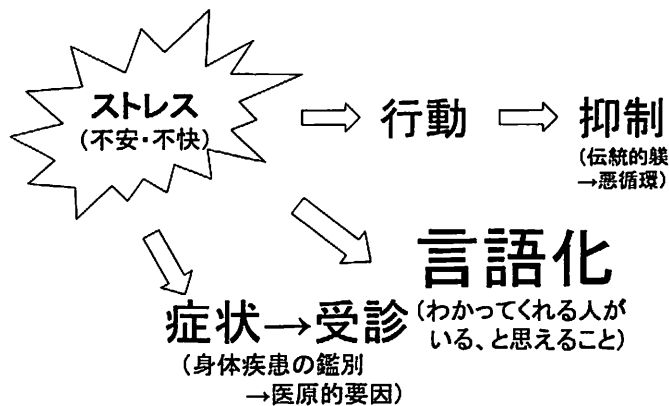 ストレス
(不安・不快)
行動
抑制
(伝統的躾
→悪循環)
言語化
(わかってくれる人が
いる、と思えること)
症状→受診
(身体疾患の鑑別
→医原的要因)